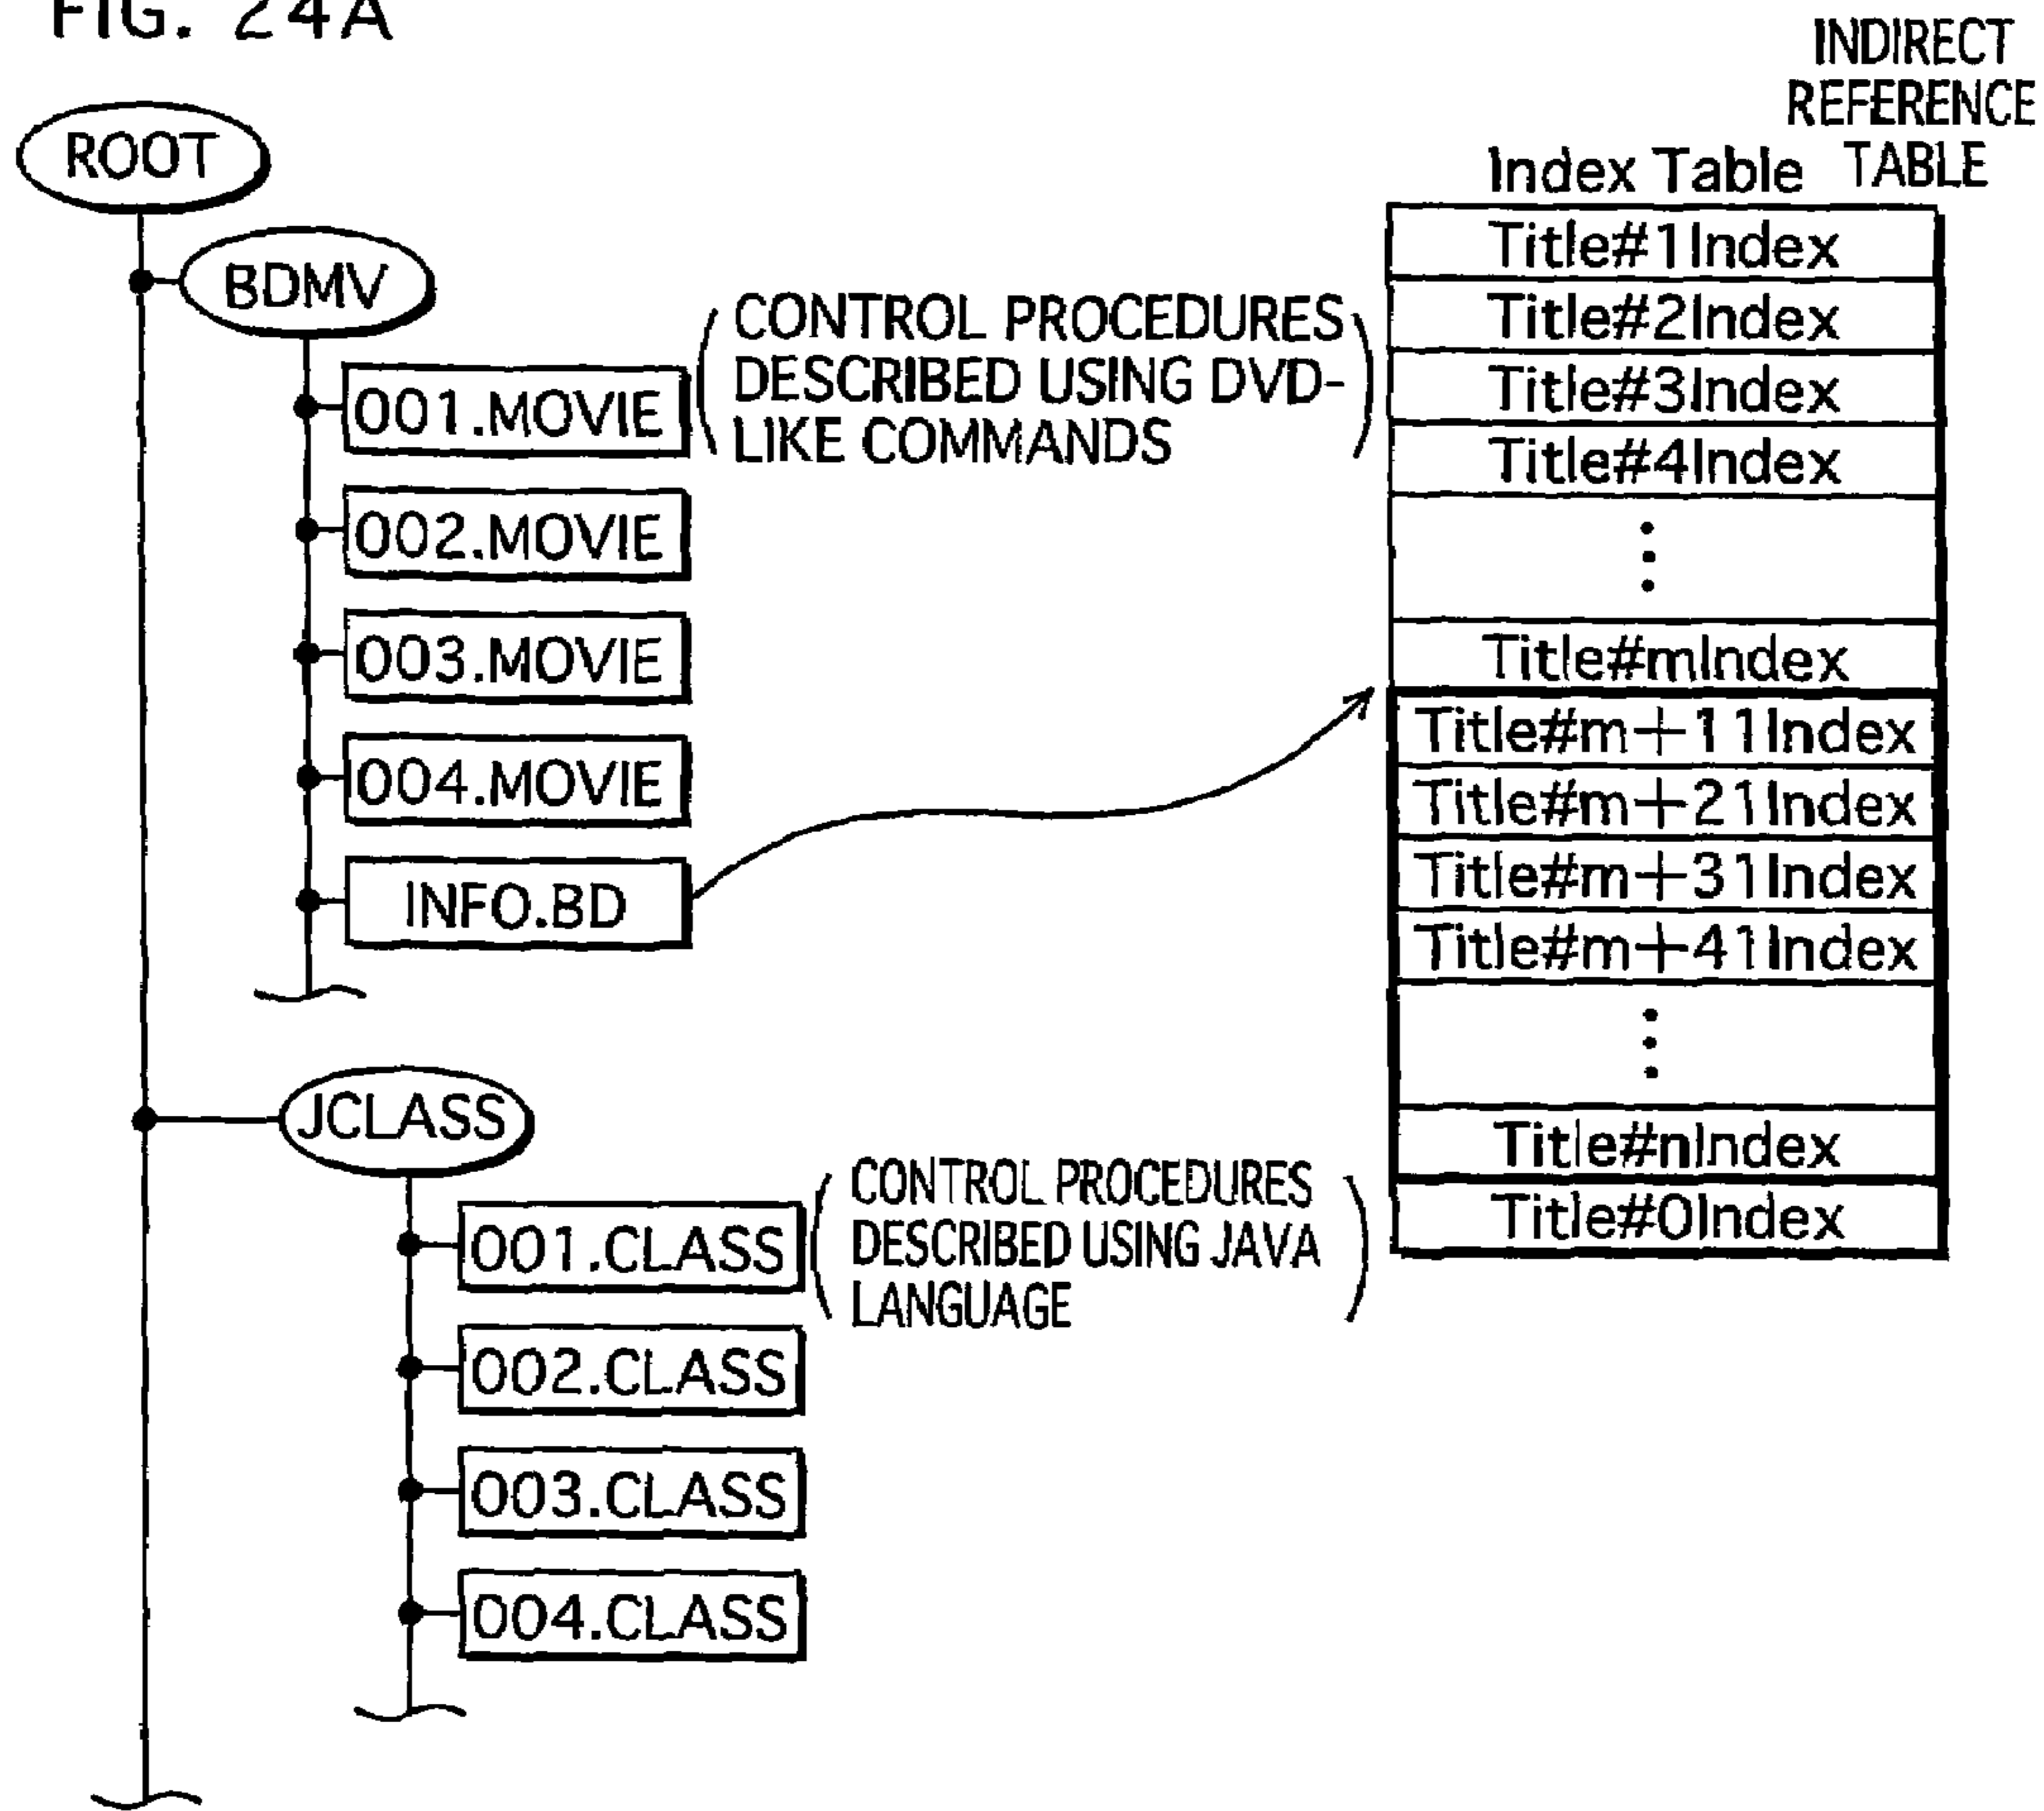 FIG. 24A
ROOT
BDMV
001.MOVIE
CONTROL PROCEDURES
DESCRIBED USING DVD-
LIKE COMMANDS
002.MOVIE
003.MOVIE
004.MOVIE
INFO.BD
JCLASS
001.CLASS
CONTROL PROCEDURES
DESCRIBED USING JAVA
LANGUAGE
002.CLASS
003.CLASS
004.CLASS
INDIRECT
REFERENCE
TABLE
Index Table
Title#1Index
Title#2Index
Title#3Index
Title#4Index
Title#mIndex
Title#m+11Index
Title#m+21Index
Title#m+31Index
Title#m+41Index
Title#nIndex
Title#0Index